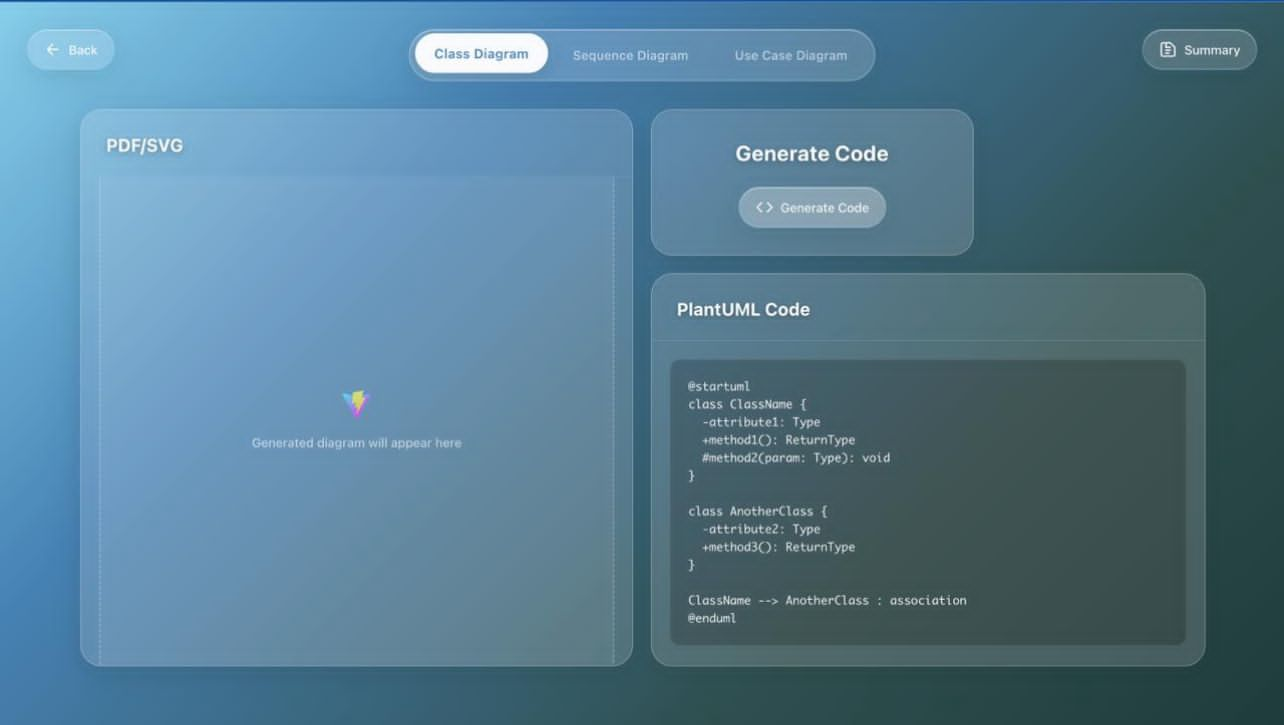 Back
Class Diagram
Sequence Diagram
Use Case Diagram
Summary
PDF/SVG
Generated diagram will appear here
Generate Code
<> Generate Code
PlantUML Code
@startuml
class ClassName {
  -attribute1: Type
  +method1(): ReturnType
  #method2(param: Type): void
}

class AnotherClass {
  -attribute2: Type
  +method3(): ReturnType
}

ClassName --> AnotherClass : association
@enduml